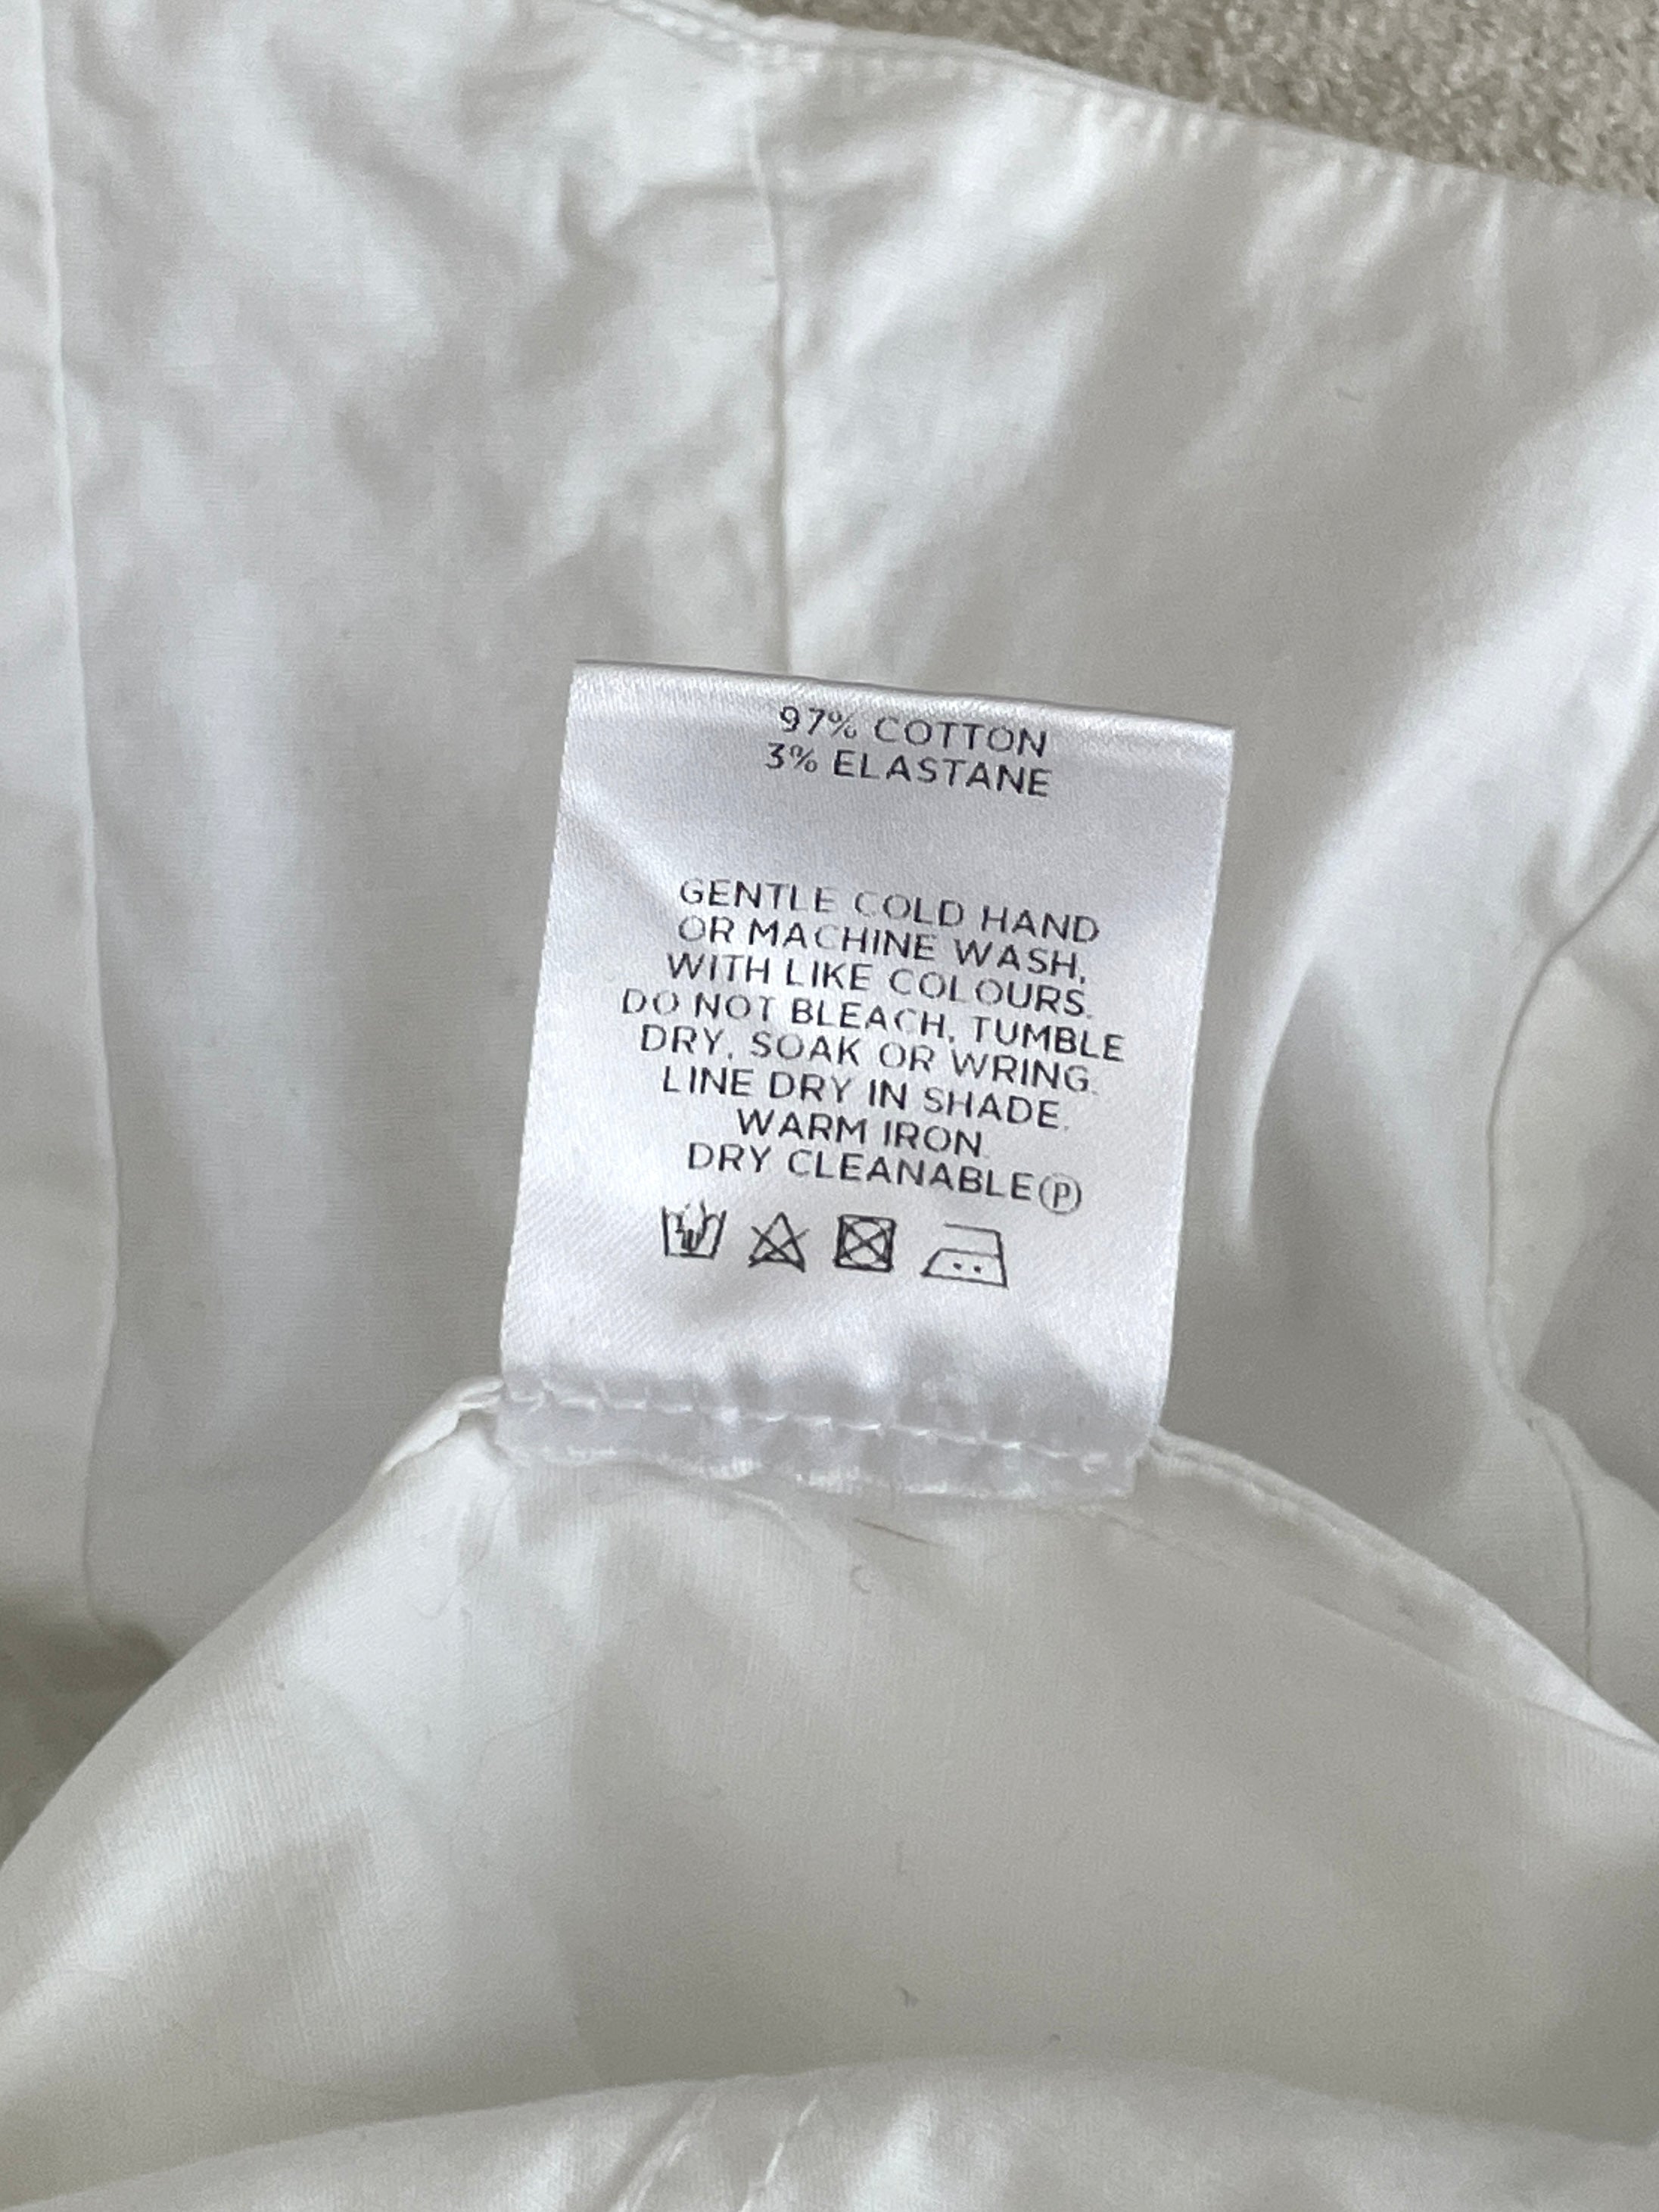 97% COTTON
3% ELASTANE
GENTLE COLD HAND
OR MACHINE WASH,
WITH LIKE COLOURS.
DO NOT BLEACH, TUMBLE
DRY, SOAK OR WRING.
LINE DRY IN SHADE.
WARM IRON.
DRY CLEANABLE Ⓟ